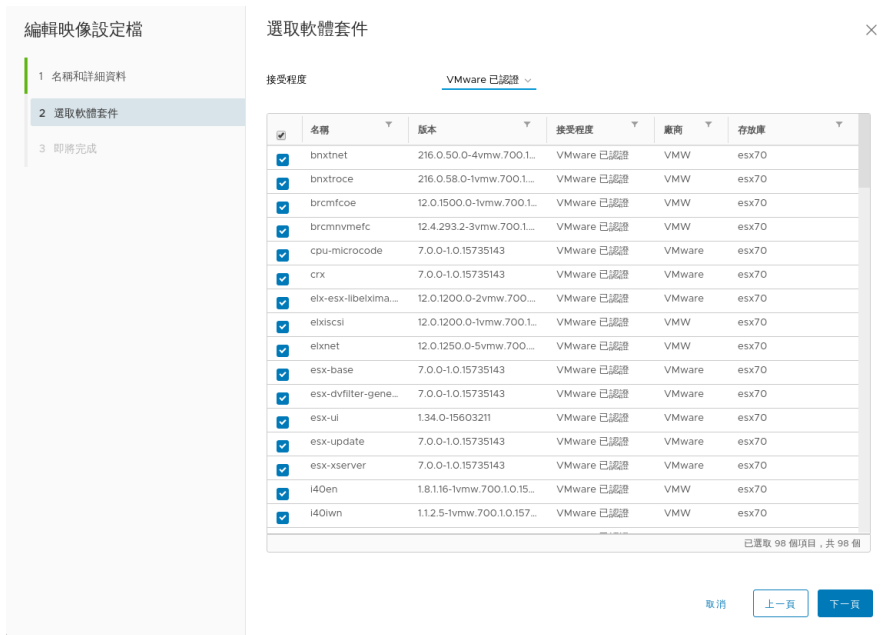 編輯映像設定檔
1 名稱和詳細資料
2 選取軟體套件
3 即將完成
選取軟體套件
接受程度 VMware 已認證
名稱 版本 接受程度 廠商 存放庫
bnxtnet 216.0.50.0-4vmw.700.1... VMware 已認證 VMW esx70
bnxtroce 216.0.58.0-1vmw.700.1.... VMware 已認證 VMW esx70
brcmfcoe 12.0.1500.0-1vmw.700.1... VMware 已認證 VMW esx70
brcmnvmefc 12.4.293.2-3vmw.700.1.... VMware 已認證 VMW esx70
cpu-microcode 7.0.0-1.0.15735143 VMware 已認證 VMware esx70
crx 7.0.0-1.0.15735143 VMware 已認證 VMware esx70
elx-esx-libelxima.... 12.0.1200.0-2vmw.700.... VMware 已認證 VMW esx70
elxiscsi 12.0.1200.0-1vmw.700.1... VMware 已認證 VMW esx70
elxnet 12.0.1250.0-5vmw.700.... VMware 已認證 VMW esx70
esx-base 7.0.0-1.0.15735143 VMware 已認證 VMware esx70
esx-dvfilter-gene... 7.0.0-1.0.15735143 VMware 已認證 VMware esx70
esx-ui 1.34.0-15603211 VMware 已認證 VMware esx70
esx-update 7.0.0-1.0.15735143 VMware 已認證 VMware esx70
esx-xserver 7.0.0-1.0.15735143 VMware 已認證 VMware esx70
i40en 1.8.1.16-1vmw.700.1.0.15... VMware 已認證 VMW esx70
i40iwn 1.1.2.5-1vmw.700.1.0.157... VMware 已認證 VMW esx70
已選取 98 個項目，共 98 個
取消 上一頁 下一頁